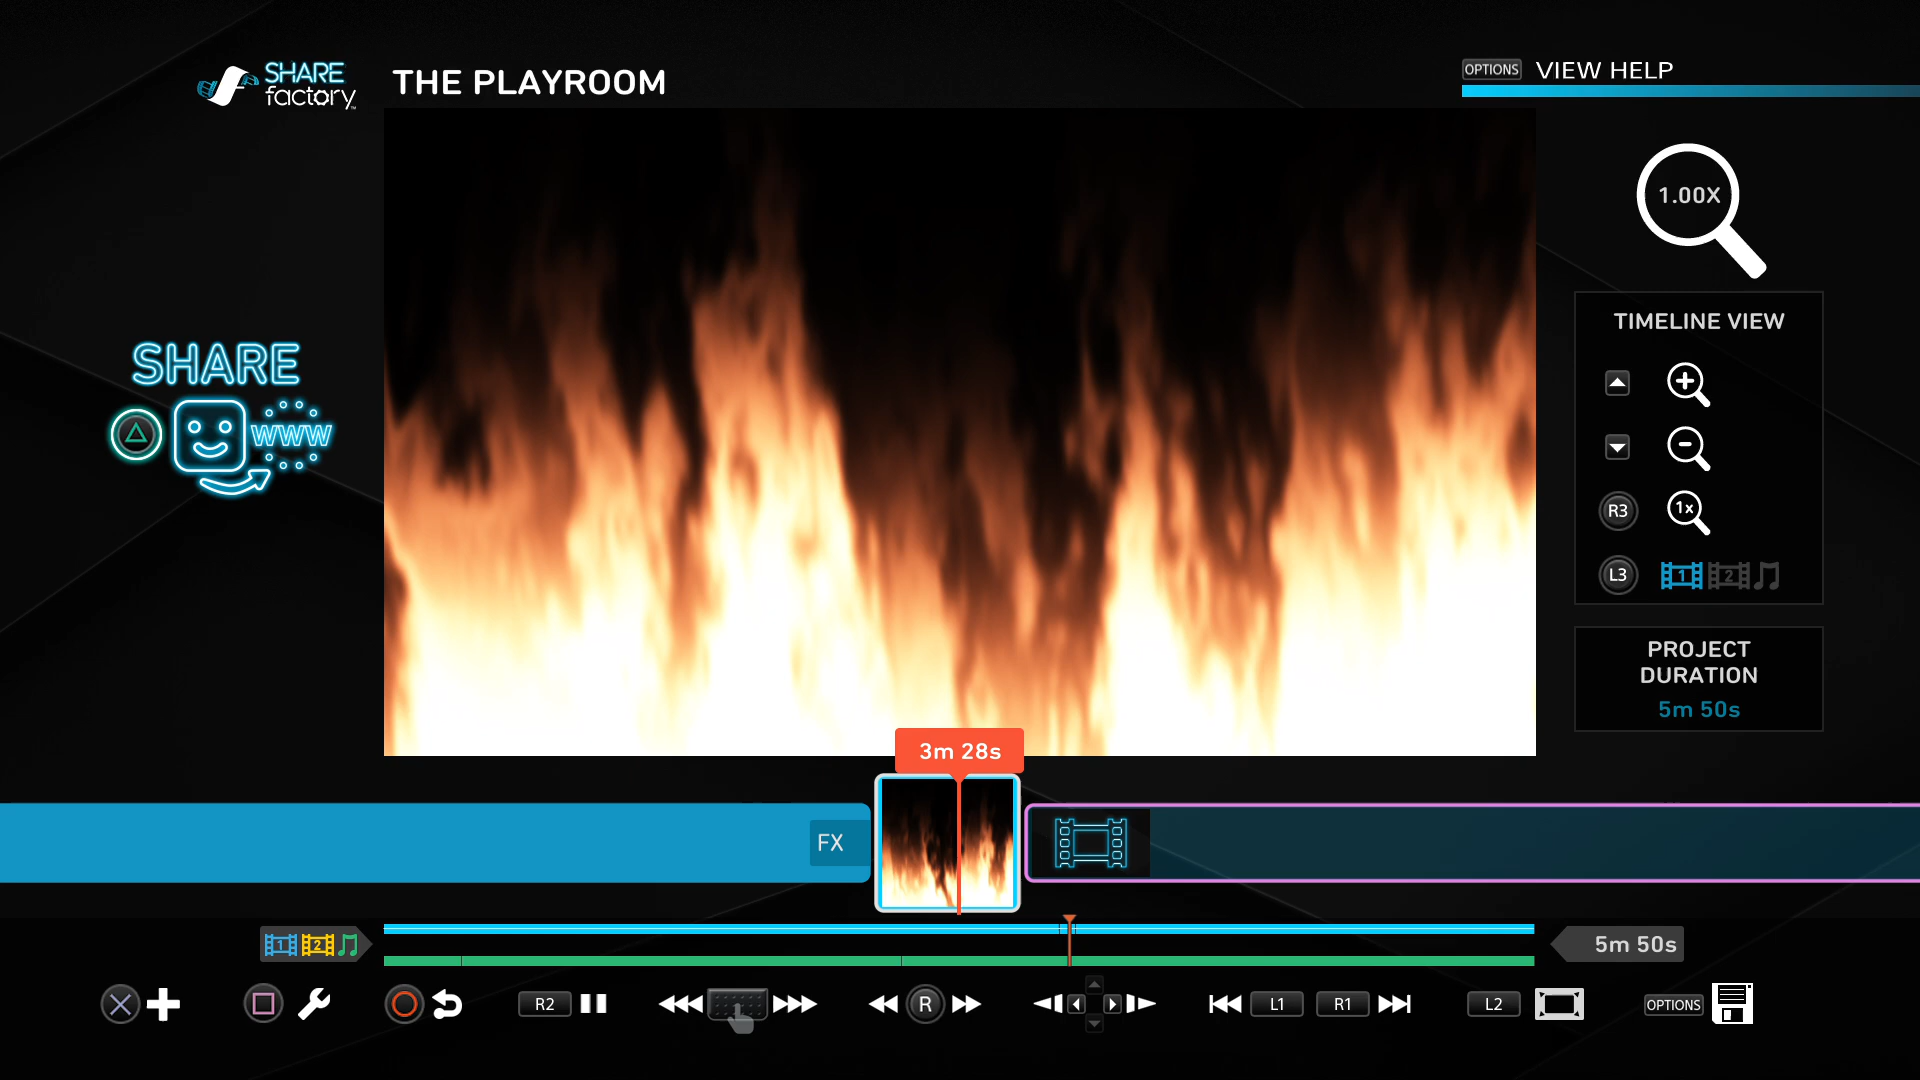 SHARE
factory™
THE PLAYROOM
OPTIONS VIEW HELP
1.00X
TIMELINE VIEW
R3 1x
L3 1 2
PROJECT
DURATION
5m 50s
SHARE
www
3m 28s
FX
1 2
5m 50s
R2
R
L1
R1
L2
OPTIONS